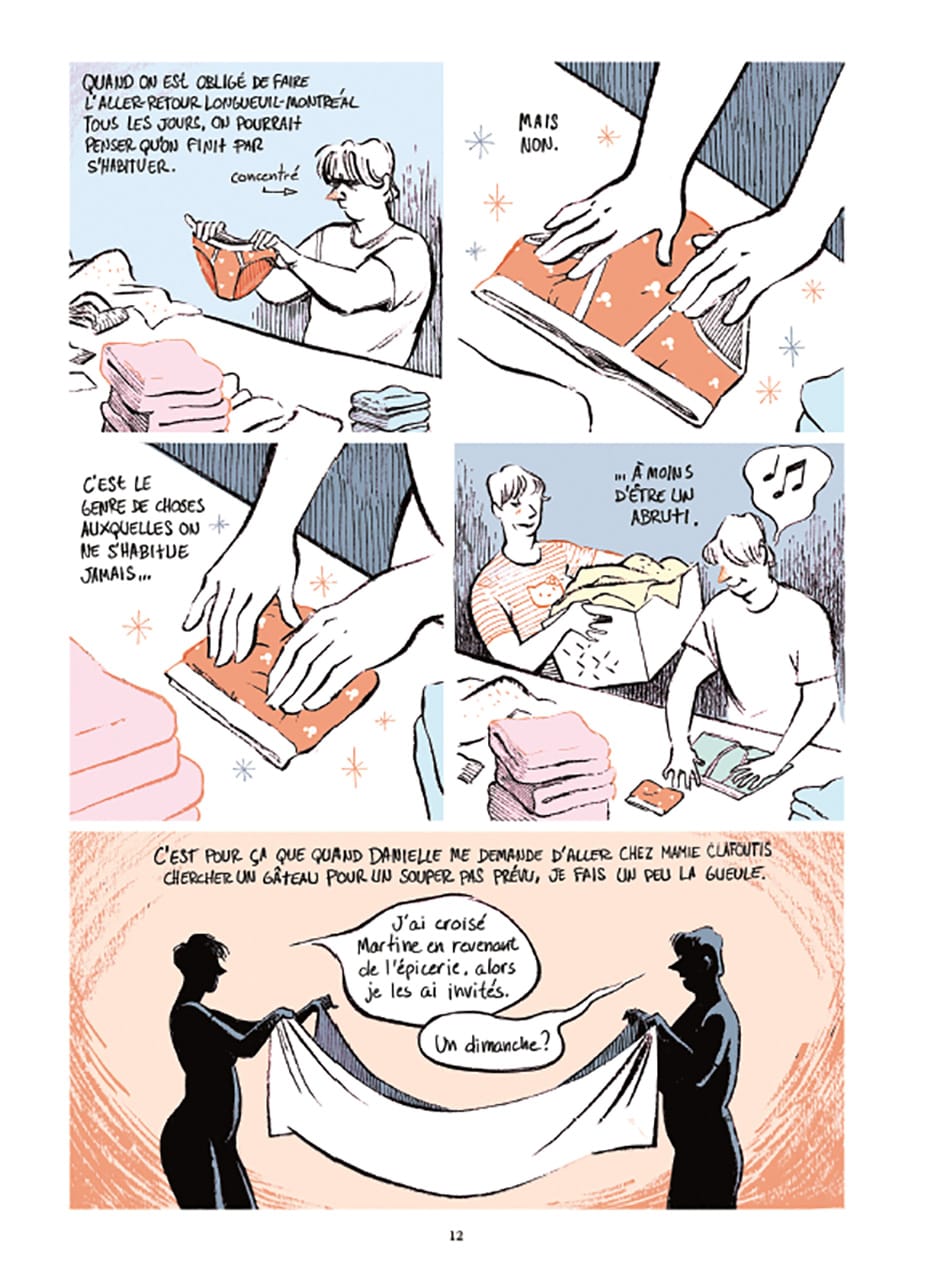 QUAND ON EST OBLIGÉ DE FAIRE
L'ALLER-RETOUR LONGUEUIL-MONTRÉAL
TOUS LES JOURS, ON POURRAIT
PENSER QU'ON FINIT PAR
S'HABITUER.
concentré
MAIS
NON.
C'EST LE
GENRE DE CHOSES
AUXQUELLES ON
NE S'HABITUE
JAMAIS...
... À MOINS
D'ÊTRE UN
ABRUTI.
C'EST POUR ÇA QUE QUAND DANIELLE ME DEMANDE D'ALLER CHEZ MAMIE CLAFOUTIS
CHERCHER UN GÂTEAU POUR UN SOUPER PAS PRÉVU, JE FAIS UN PEU LA GUEULE.
J'ai croisé
Martine en revenant
de l'épicerie, alors
je les ai invités.
Un dimanche?
12